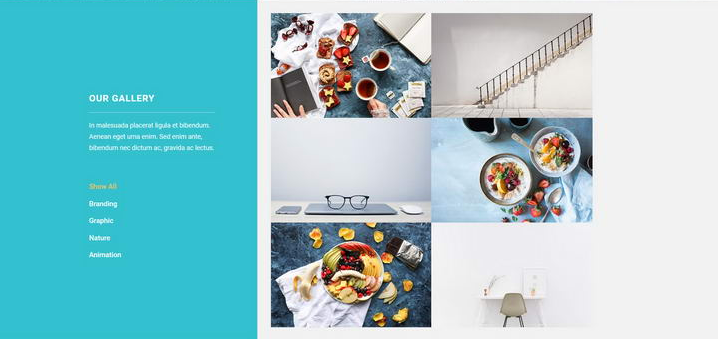 OUR GALLERY
In malesuada placerat ligula et bibendum.
Aenean eget urna enim. Sed enim ante,
bibendum nec dictum ac, gravida ac lectus.
Show All
Branding
Graphic
Nature
Animation